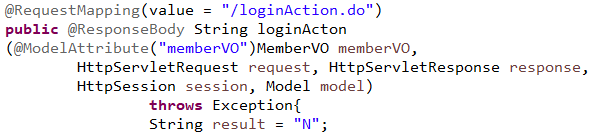 @RequestMapping(value = "/loginAction.do")
public @ResponseBody String loginActon
(@ModelAttribute("memberVO")MemberVO memberVO,
HttpServletRequest request, HttpServletResponse response,
HttpSession session, Model model)
throws Exception{
String result = "N";